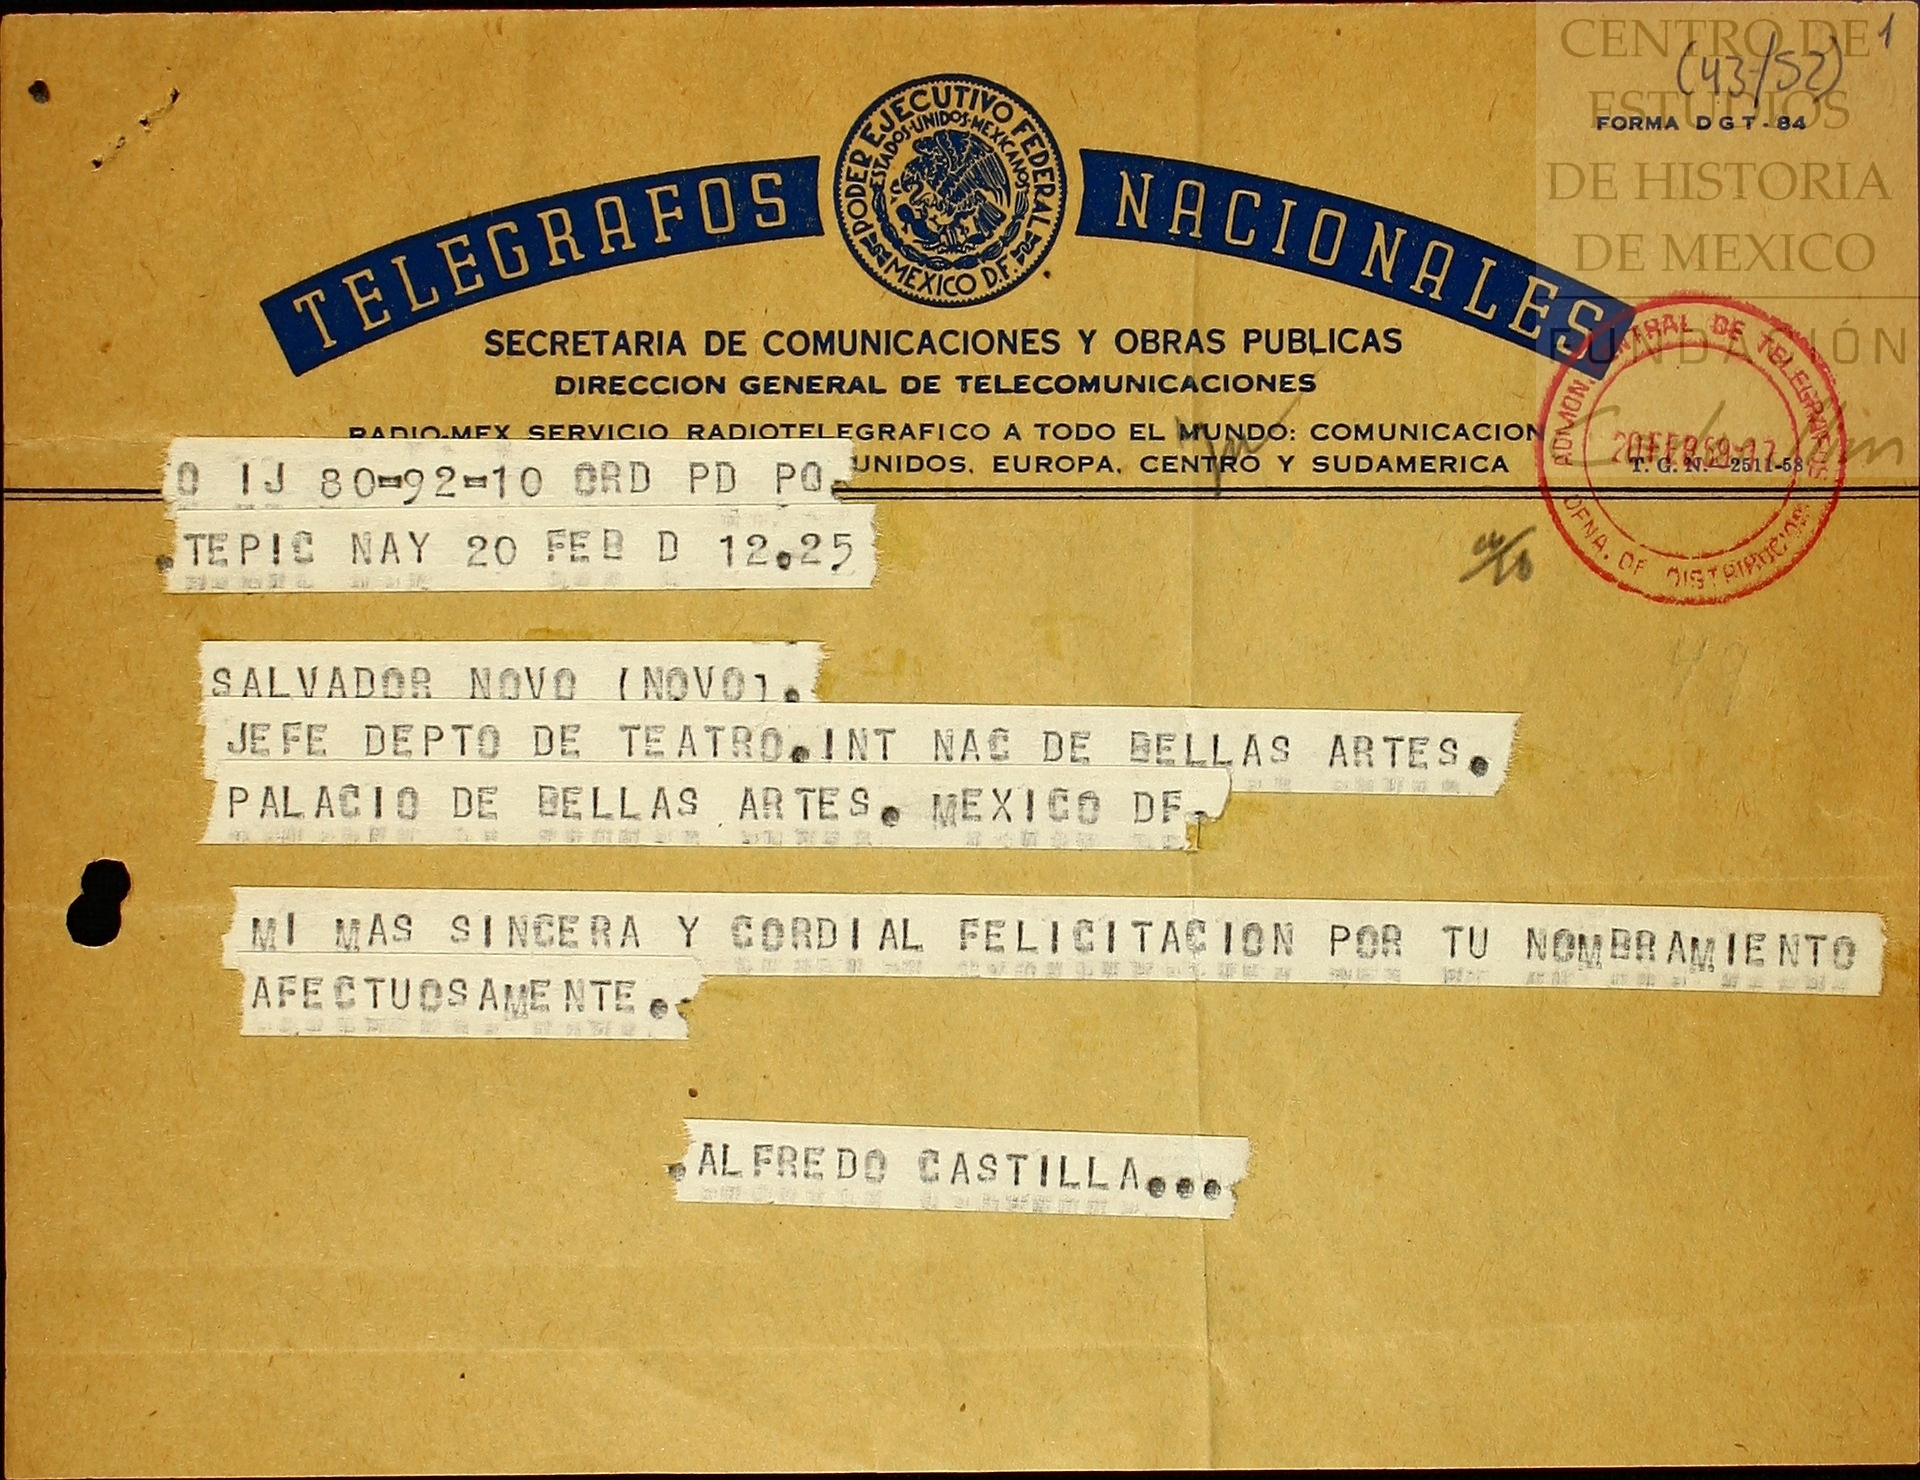 CENTRO DE
ESTUDIOS
DE HISTORIA
DE MEXICO
FUNDACIÓN
1
(43/52)
FORMA DGT-84
PODER EJECUTIVO FEDERAL
ESTADOS·UNIDOS·MEXICANOS
MEXICO D.F.
TELEGRAFOS NACIONALES
SECRETARIA DE COMUNICACIONES Y OBRAS PUBLICAS
DIRECCION GENERAL DE TELECOMUNICACIONES
RADIO-MEX SERVICIO RADIOTELEGRAFICO A TODO EL MUNDO: COMUNICACION
UNIDOS, EUROPA, CENTRO Y SUDAMERICA
T. G. N.-2511-58
ADMON. DE TELEGRAFOS
20 FEB
OFNA. DE DISTRIBUCION
O IJ 80=92=10 ORD PD PQ.
.TEPIC NAY 20 FEB D 12.25
SALVADOR NOVO (NOVO).
JEFE DEPTO DE TEATRO.INT NAC DE BELLAS ARTES.
PALACIO DE BELLAS ARTES. MEXICO DF-
MI MAS SINCERA Y CORDIAL FELICITACION POR TU NOMBRAMIENTO
AFECTUOSAMENTE..
.ALFREDO CASTILLA...